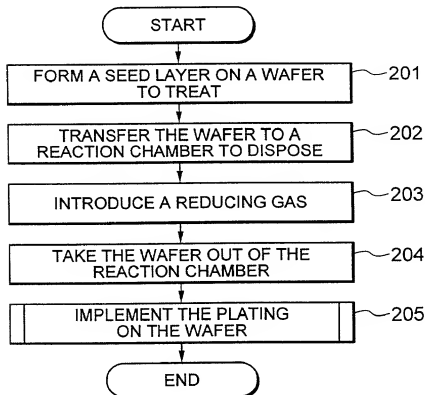 START
FORM A SEED LAYER ON A WAFER
TO TREAT
201
TRANSFER THE WAFER TO A
REACTION CHAMBER TO DISPOSE
202
INTRODUCE A REDUCING GAS
203
TAKE THE WAFER OUT OF THE
REACTION CHAMBER
204
IMPLEMENT THE PLATING
ON THE WAFER
205
END